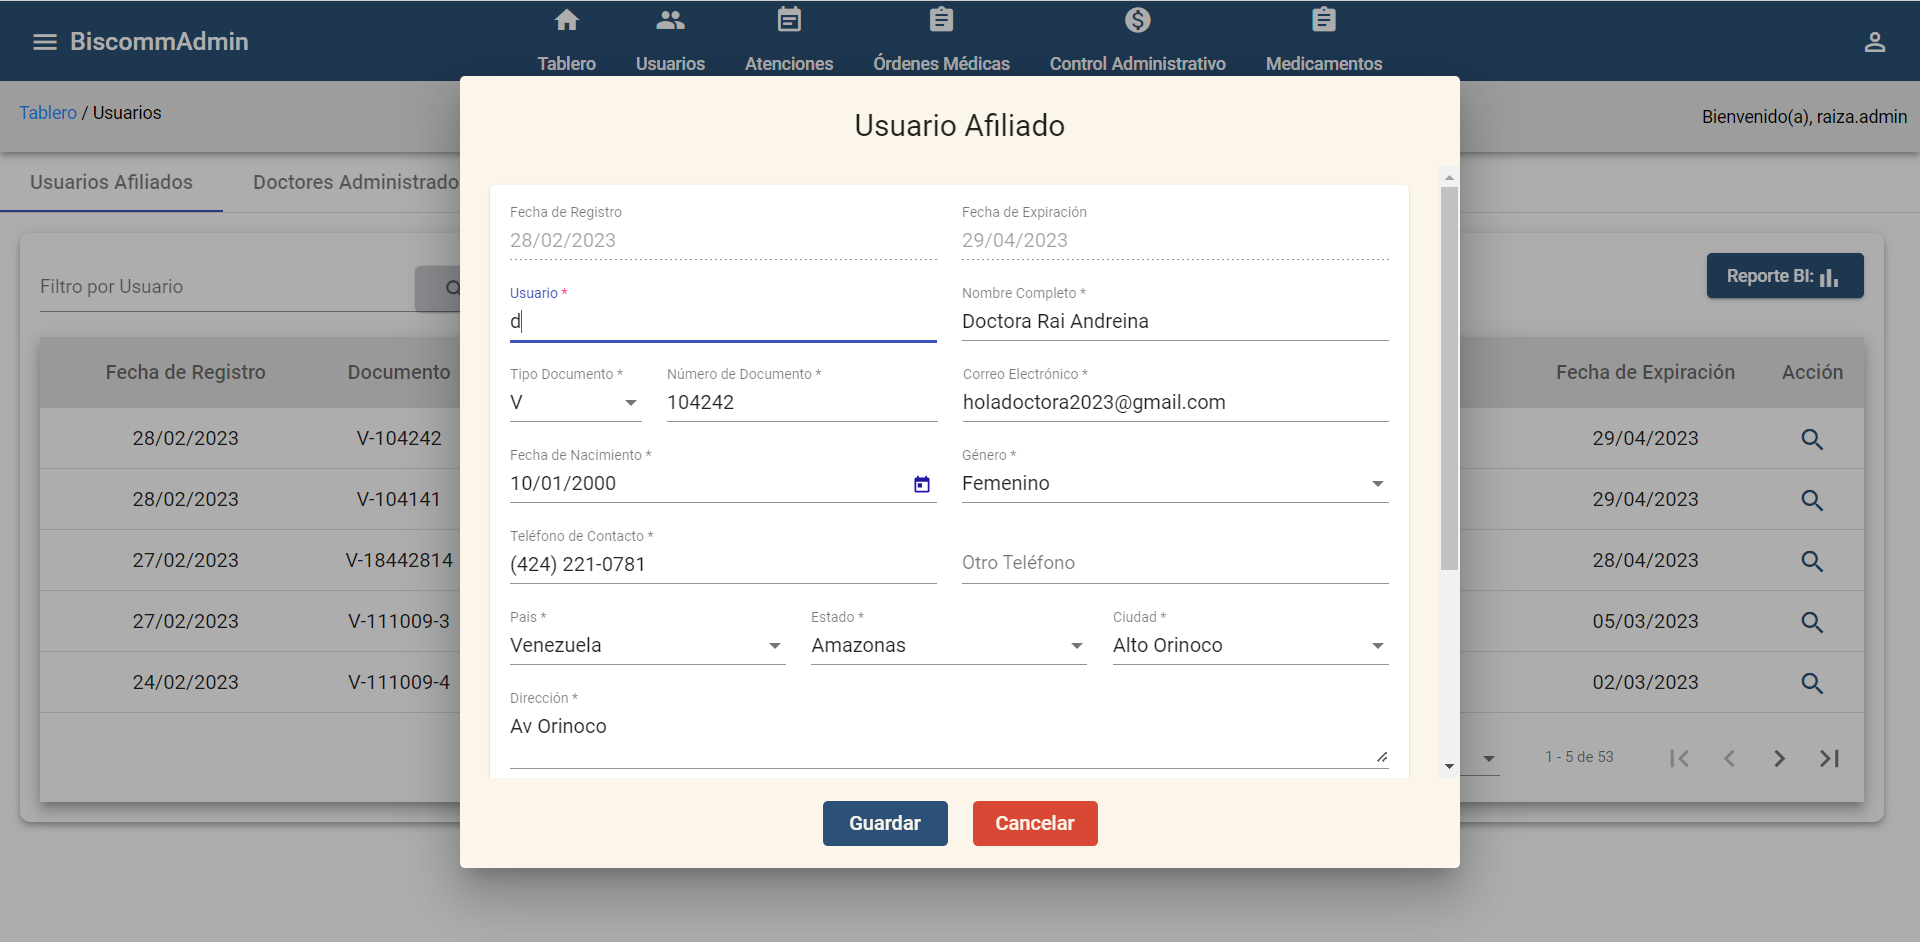 BiscommAdmin
Tablero Usuarios Atenciones Órdenes Médicas Control Administrativo Medicamentos
Tablero / Usuarios
Bienvenido(a), raiza.admin
Usuarios Afiliados Doctores Administrado
Filtro por Usuario
Reporte BI:
Fecha de Registro Documento Fecha de Expiración Acción
28/02/2023 V-104242 29/04/2023
28/02/2023 V-104141 29/04/2023
27/02/2023 V-18442814 28/04/2023
27/02/2023 V-111009-3 05/03/2023
24/02/2023 V-111009-4 02/03/2023
1 - 5 de 53
Usuario Afiliado
Fecha de Registro Fecha de Expiración
28/02/2023 29/04/2023
Usuario * Nombre Completo *
d Doctora Rai Andreina
Tipo Documento * Número de Documento * Correo Electrónico *
V 104242 holadoctora2023@gmail.com
Fecha de Nacimiento * Género *
10/01/2000 Femenino
Teléfono de Contacto *
(424) 221-0781 Otro Teléfono
Pais * Estado * Ciudad *
Venezuela Amazonas Alto Orinoco
Dirección *
Av Orinoco
Guardar Cancelar